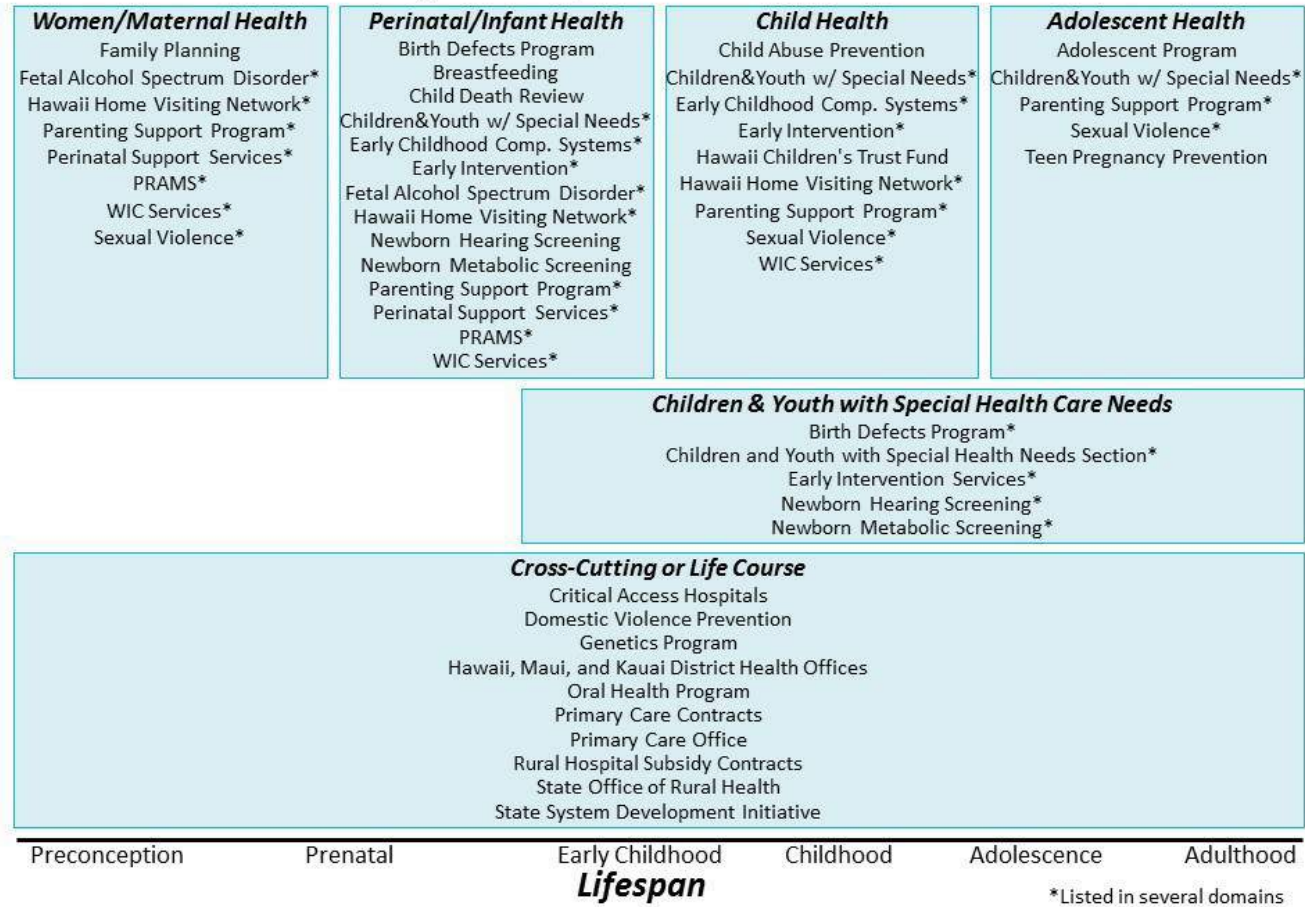 Women/Maternal Health
Family Planning
Fetal Alcohol Spectrum Disorder*
Hawaii Home Visiting Network*
Parenting Support Program*
Perinatal Support Services*
PRAMS*
WIC Services*
Sexual Violence*
Perinatal/Infant Health
Birth Defects Program
Breastfeeding
Child Death Review
Children&Youth w/ Special Needs*
Early Childhood Comp. Systems*
Early Intervention*
Fetal Alcohol Spectrum Disorder*
Hawaii Home Visiting Network*
Newborn Hearing Screening
Newborn Metabolic Screening
Parenting Support Program*
Perinatal Support Services*
PRAMS*
WIC Services*
Child Health
Child Abuse Prevention
Children&Youth w/ Special Needs*
Early Childhood Comp. Systems*
Early Intervention*
Hawaii Children's Trust Fund
Hawaii Home Visiting Network*
Parenting Support Program*
Sexual Violence*
WIC Services*
Adolescent Health
Adolescent Program
Children&Youth w/ Special Needs*
Parenting Support Program*
Sexual Violence*
Teen Pregnancy Prevention
Children & Youth with Special Health Care Needs
Birth Defects Program*
Children and Youth with Special Health Needs Section*
Early Intervention Services*
Newborn Hearing Screening*
Newborn Metabolic Screening*
Cross-Cutting or Life Course
Critical Access Hospitals
Domestic Violence Prevention
Genetics Program
Hawaii, Maui, and Kauai District Health Offices
Oral Health Program
Primary Care Contracts
Primary Care Office
Rural Hospital Subsidy Contracts
State Office of Rural Health
State System Development Initiative
Preconception Prenatal Early Childhood Childhood Adolescence Adulthood
Lifespan
*Listed in several domains